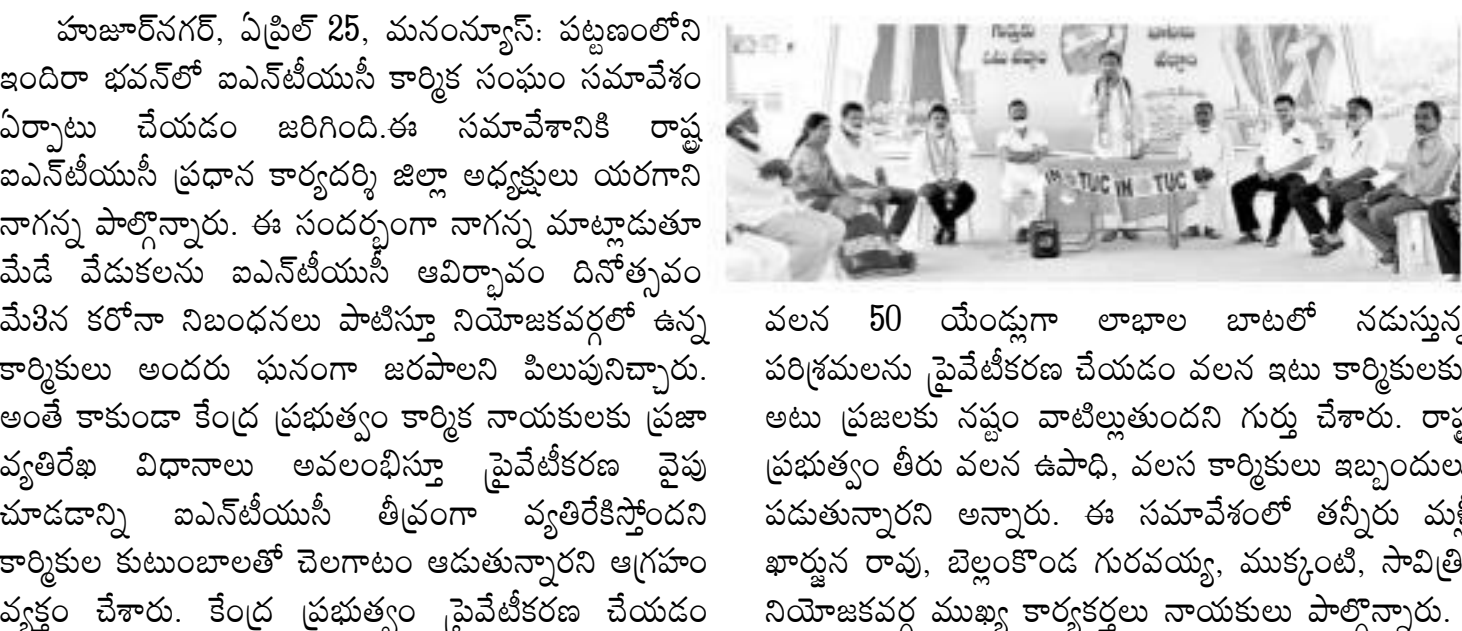 హుజూర్‌నగర్, ఏప్రిల్ 25, మనంన్యూస్: పట్టణంలోని
ఇందిరా భవన్‌లో ఐఎన్‌టీయుసీ కార్మిక సంఘం సమావేశం
ఏర్పాటు చేయడం జరిగింది.ఈ సమావేశానికి రాష్ట్ర
ఐఎన్‌టీయుసీ ప్రధాన కార్యదర్శి జిల్లా అధ్యక్షులు యరగాని
నాగన్న పాల్గొన్నారు. ఈ సందర్భంగా నాగన్న మాట్లాడుతూ
మేడే వేడుకలను ఐఎన్‌టీయుసీ ఆవిర్భావం దినోత్సవం
మే3న కరోనా నిబంధనలు పాటిస్తూ నియోజకవర్గంలో ఉన్న
కార్మికులు అందరు ఘనంగా జరపాలని పిలుపునిచ్చారు.
అంతే కాకుండా కేంద్ర ప్రభుత్వం కార్మిక నాయకులకు ప్రజా
వ్యతిరేఖ విధానాలు అవలంభిస్తూ ప్రైవేటీకరణ వైపు
చూడడాన్ని ఐఎన్‌టీయుసీ తీవ్రంగా వ్యతిరేకిస్తోందని
కార్మికుల కుటుంబాలతో చెలగాటం ఆడుతున్నారని ఆగ్రహం
వ్యక్తం చేశారు. కేంద్ర ప్రభుత్వం ప్రైవేటీకరణ చేయడం
IN TUC IN TUC
వలన 50 యేండ్లుగా లాభాల బాటలో నడుస్తున్న
పరిశ్రమలను ప్రైవేటీకరణ చేయడం వలన ఇటు కార్మికులకు
అటు ప్రజలకు నష్టం వాటిల్లుతుందని గుర్తు చేశారు. రాష్ట్ర
ప్రభుత్వం తీరు వలన ఉపాధి, వలస కార్మికులు ఇబ్బందులు
పడుతున్నారని అన్నారు. ఈ సమావేశంలో తన్నీరు మల్లి
ఖార్జున రావు, బెల్లంకొండ గురవయ్య, ముక్కంటి, సావిత్రి
నియోజకవర్గ ముఖ్య కార్యకర్తలు నాయకులు పాల్గొన్నారు.